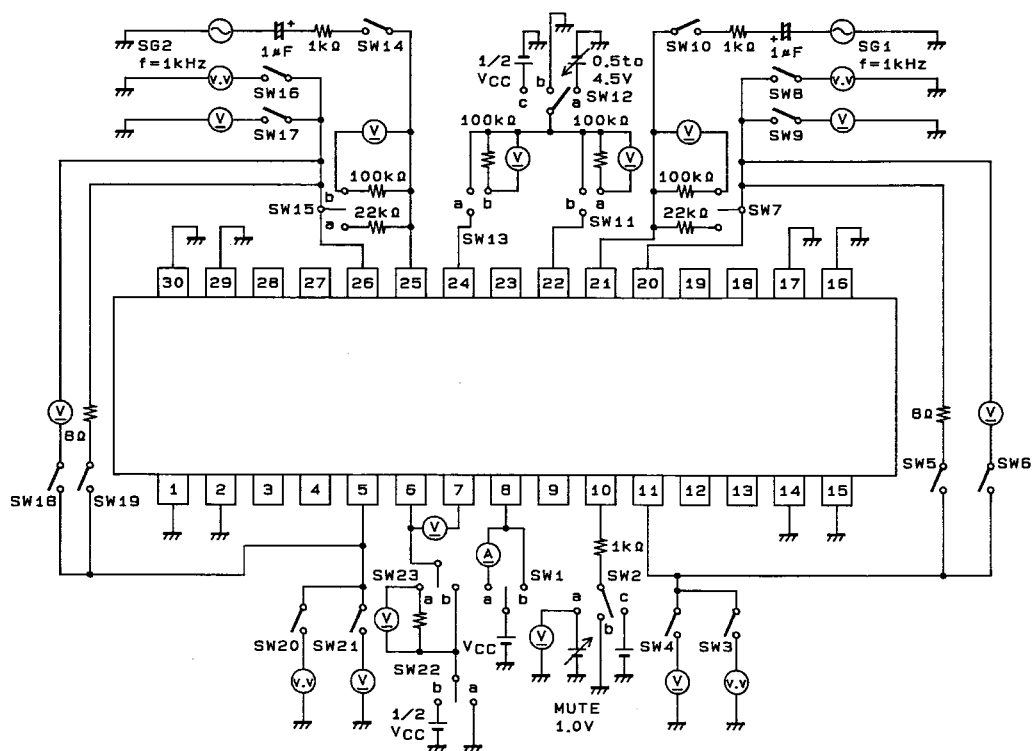 SG2
f=1kHz
1μF
+
1kΩ
SW14
V.V
SW16
V
SW17
1/2
VCC
c
b
a
0.5to
4.5V
SW12
SW10
1kΩ
+
1μF
SG1
f=1kHz
SW8
V.V
SW9
V
V
100kΩ
b
SW15
22kΩ
a
100kΩ
V
a
b
SW13
100kΩ
V
b
a
SW11
V
100kΩ
22kΩ
SW7
30
29
28
27
26
25
24
23
22
21
20
19
18
17
16
V
8Ω
SW18
SW19
8Ω
V
SW5
SW6
1
2
3
4
5
6
7
8
9
10
11
12
13
14
15
V
A
1kΩ
SW23
a
b
SW1
a
b
SW2
a
b
c
SW20
SW21
V
SW22
b
a
VCC
V
SW4
SW3
V.V
V
1/2
VCC
MUTE
1.0V
V
V.V